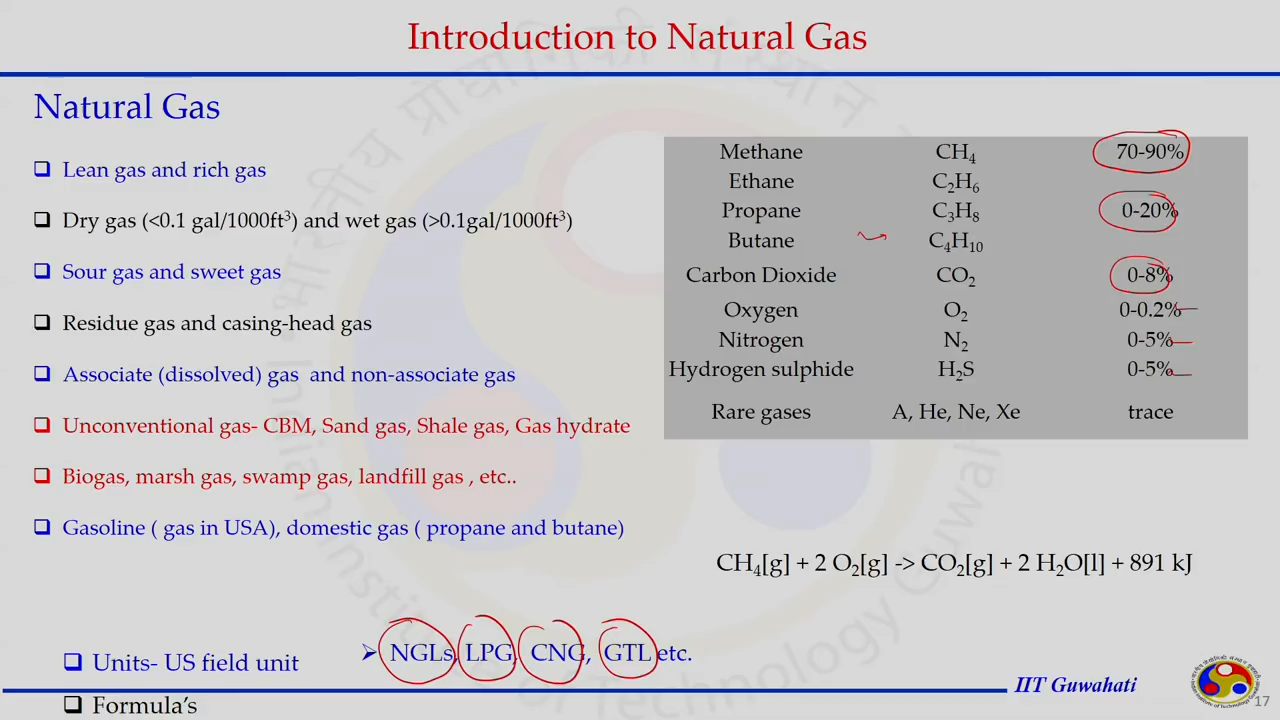 Introduction to Natural Gas
Natural Gas
❑ Lean gas and rich gas
❑ Dry gas (<0.1 gal/1000ft³) and wet gas (>0.1gal/1000ft³)
❑ Sour gas and sweet gas
❑ Residue gas and casing-head gas
❑ Associate (dissolved) gas and non-associate gas
❑ Unconventional gas- CBM, Sand gas, Shale gas, Gas hydrate
❑ Biogas, marsh gas, swamp gas, landfill gas , etc..
❑ Gasoline ( gas in USA), domestic gas ( propane and butane)
Methane CH₄ 70-90%
Ethane C₂H₆
Propane C₃H₈ 0-20%
Butane C₄H₁₀
Carbon Dioxide CO₂ 0-8%
Oxygen O₂ 0-0.2%
Nitrogen N₂ 0-5%
Hydrogen sulphide H₂S 0-5%
Rare gases A, He, Ne, Xe trace
CH₄[g] + 2 O₂[g] -> CO₂[g] + 2 H₂O[l] + 891 kJ
➢ NGLs, LPG, CNG, GTL etc.
❑ Units- US field unit
❑ Formula's
IIT Guwahati
17